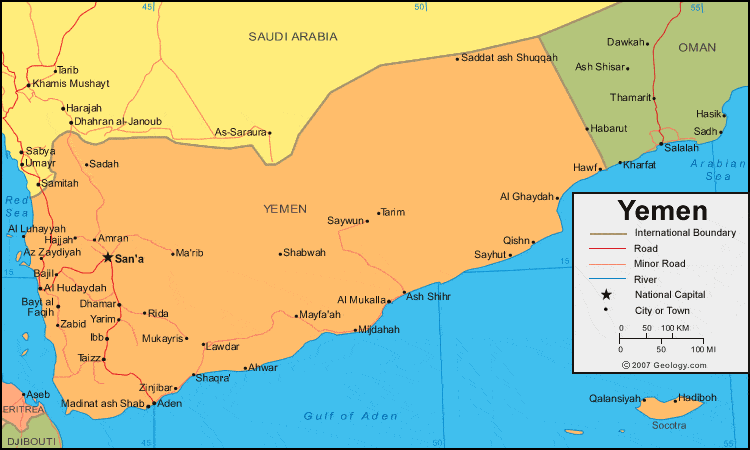 45
50
55
SAUDI ARABIA
Dawkah
OMAN
Saddat ash Shuqqah
Ash Shisar
Tarib
Khamis Mushayt
Thamarit
Harajah
Hasik
Dhahran al-Janoub
As-Saraura
Habarut
Sadh
Sabya
Salalah
Umayr
Sadah
Kharfat
Arabian
Sea
Hawf
Samitah
Al Ghaydah
Red
Sea
YEMEN
Tarim
Saywun
Al Luhayyah
Hajjah
Amran
Qishn
Az Zaydiyah
San'a
Ma'rib
Shabwah
Sayhut
15
15
Bajil
Al Hudaydah
Al Mukalla
Ash Shihr
Bayt al
Faqih
Dhamar
Rida
Mayfa'ah
Zabid
Yarim
Mijdahah
Ibb
Mukayris
Lawdar
Taizz
Ahwar
Shaqra'
Zinjibar
Aseb
Madinat ash Shab
Aden
ERITREA
Gulf of Aden
DJIBOUTI
45
50
55
Qalansiyah
Hadiboh
Socotra
Yemen
International Boundary
Road
Minor Road
River
National Capital
City or Town
0 50 100 KM
0 50 100 MI
© 2007 Geology.com